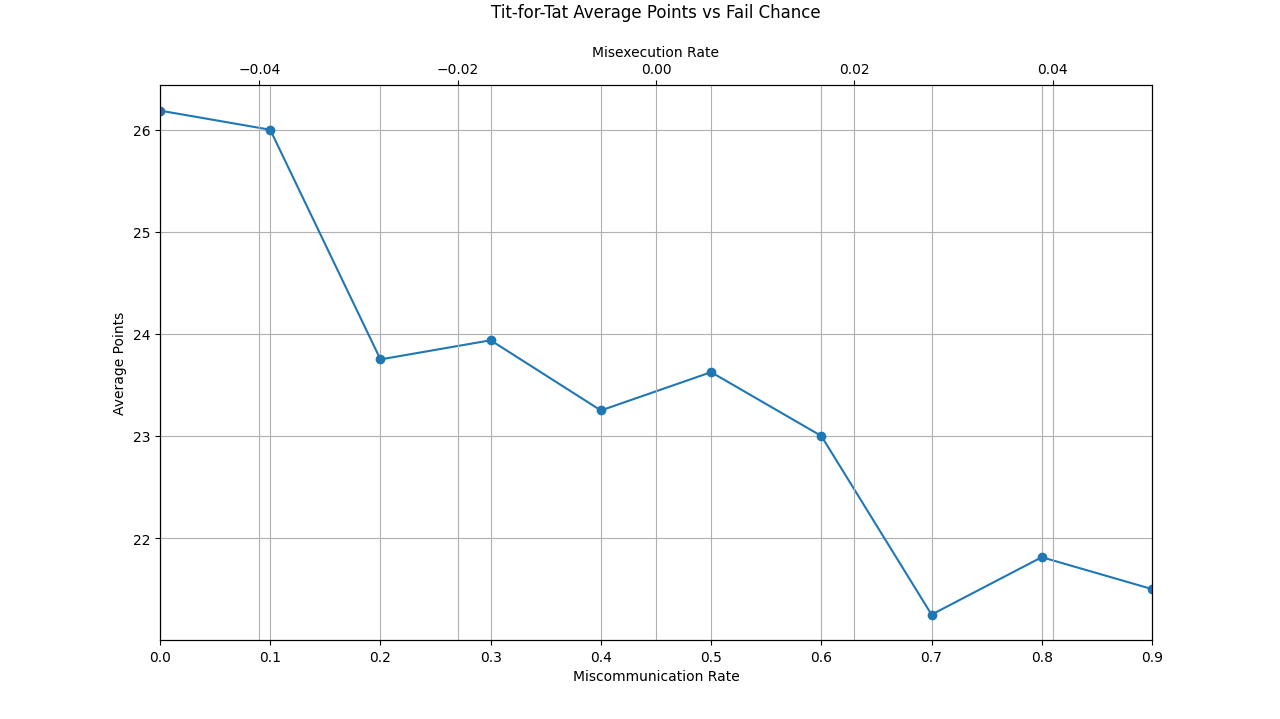 Tit-for-Tat Average Points vs Fail Chance
Misexecution Rate
−0.04 −0.02 0.00 0.02 0.04
26
25
24
23
22
Average Points
0.0 0.1 0.2 0.3 0.4 0.5 0.6 0.7 0.8 0.9
Miscommunication Rate